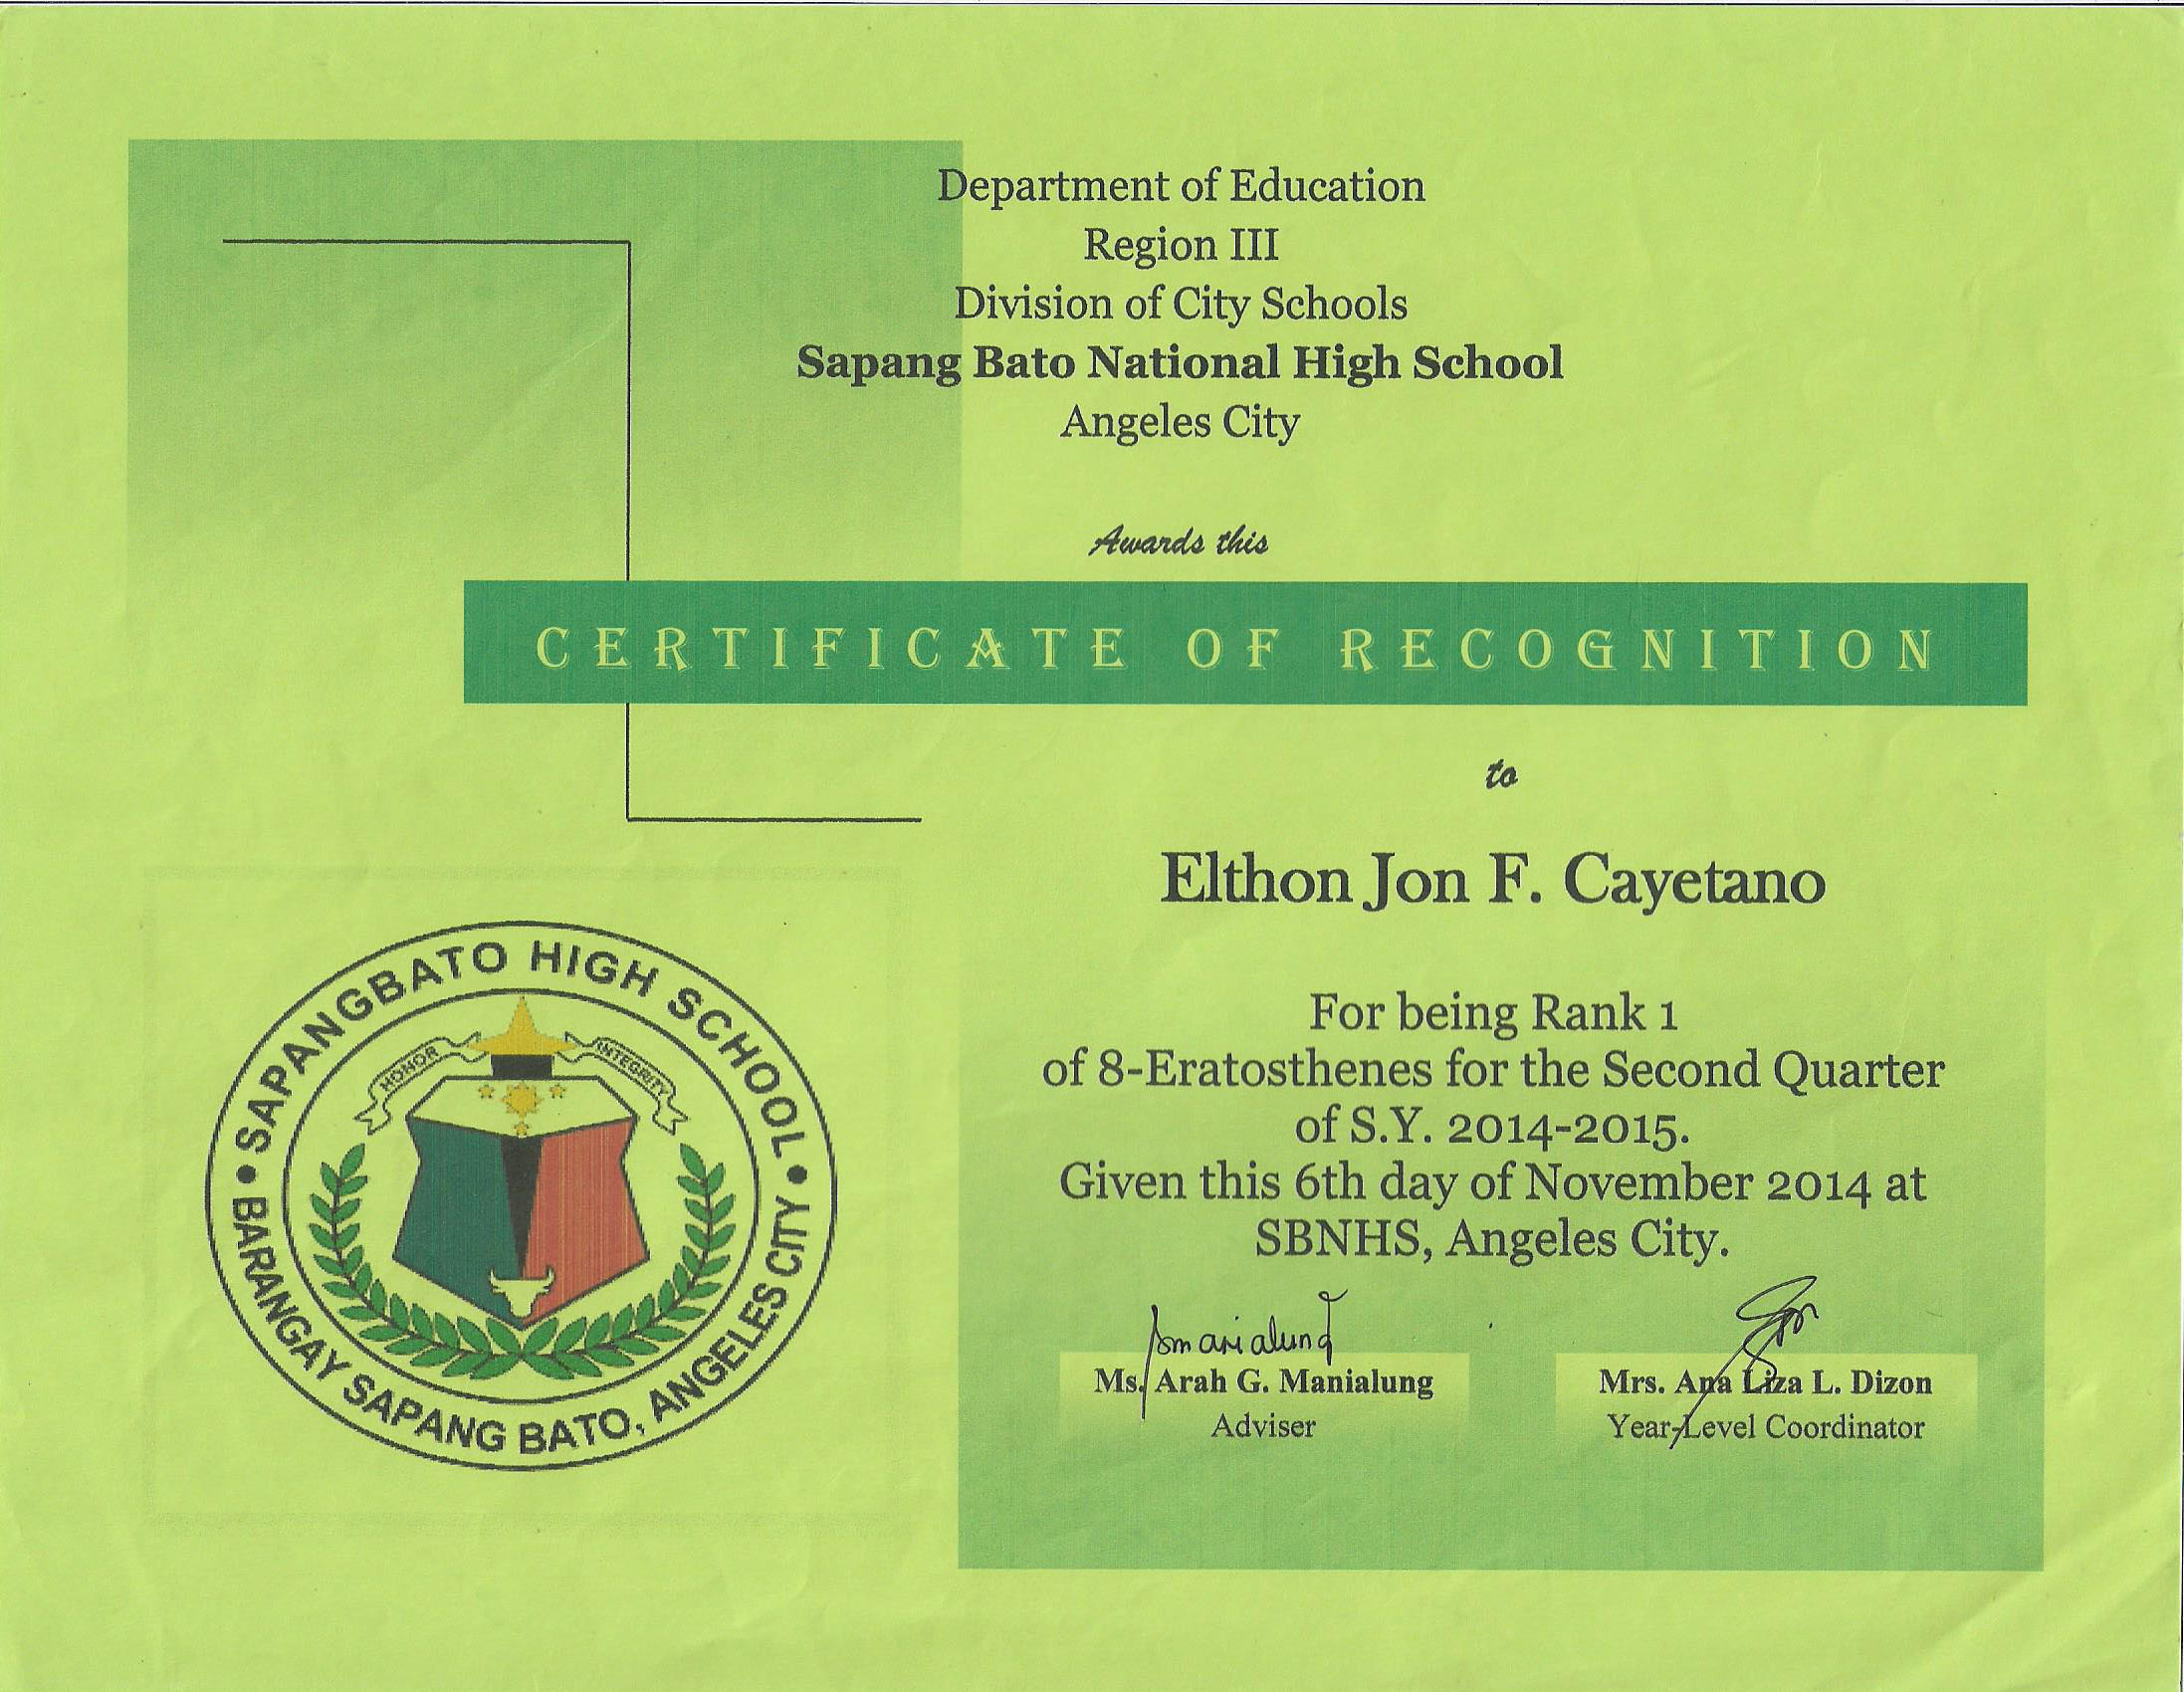 Department of Education
Region III
Division of City Schools
Sapang Bato National High School
Angeles City
Awards this
CERTIFICATE OF RECOGNITION
to
Elthon Jon F. Cayetano
For being Rank 1
of 8-Eratosthenes for the Second Quarter
of S.Y. 2014-2015.
Given this 6th day of November 2014 at
SBNHS, Angeles City.
Ms. Arah G. Manialung
Adviser
Mrs. Ana Liza L. Dizon
Year-Level Coordinator
SAPANGBATO HIGH SCHOOL
HONOR
INTEGRITY
BARANGAY SAPANG BATO, ANGELES CITY